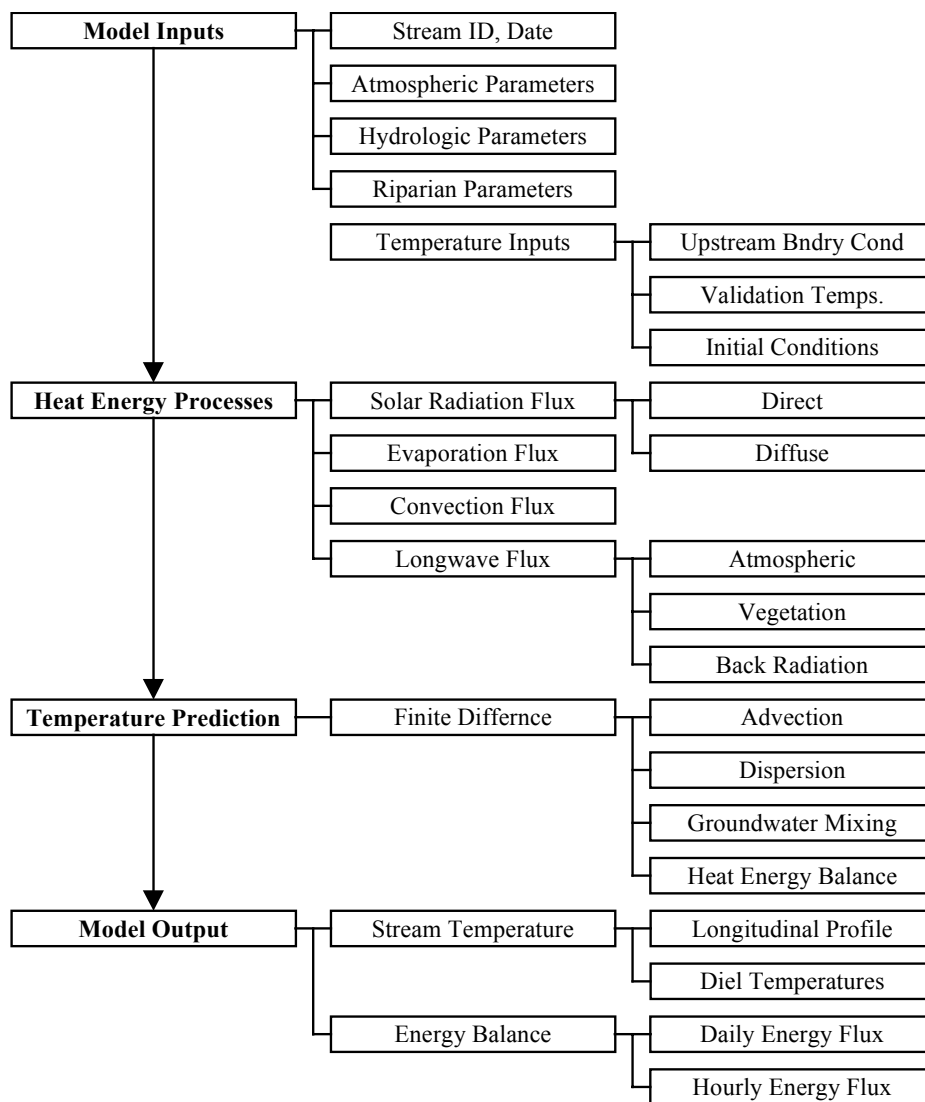 Model Inputs
Stream ID, Date
Atmospheric Parameters
Hydrologic Parameters
Riparian Parameters
Temperature Inputs
Upstream Bndry Cond
Validation Temps.
Initial Conditions
Heat Energy Processes
Solar Radiation Flux
Direct
Diffuse
Evaporation Flux
Convection Flux
Longwave Flux
Atmospheric
Vegetation
Back Radiation
Temperature Prediction
Finite Differnce
Advection
Dispersion
Groundwater Mixing
Heat Energy Balance
Model Output
Stream Temperature
Longitudinal Profile
Diel Temperatures
Energy Balance
Daily Energy Flux
Hourly Energy Flux